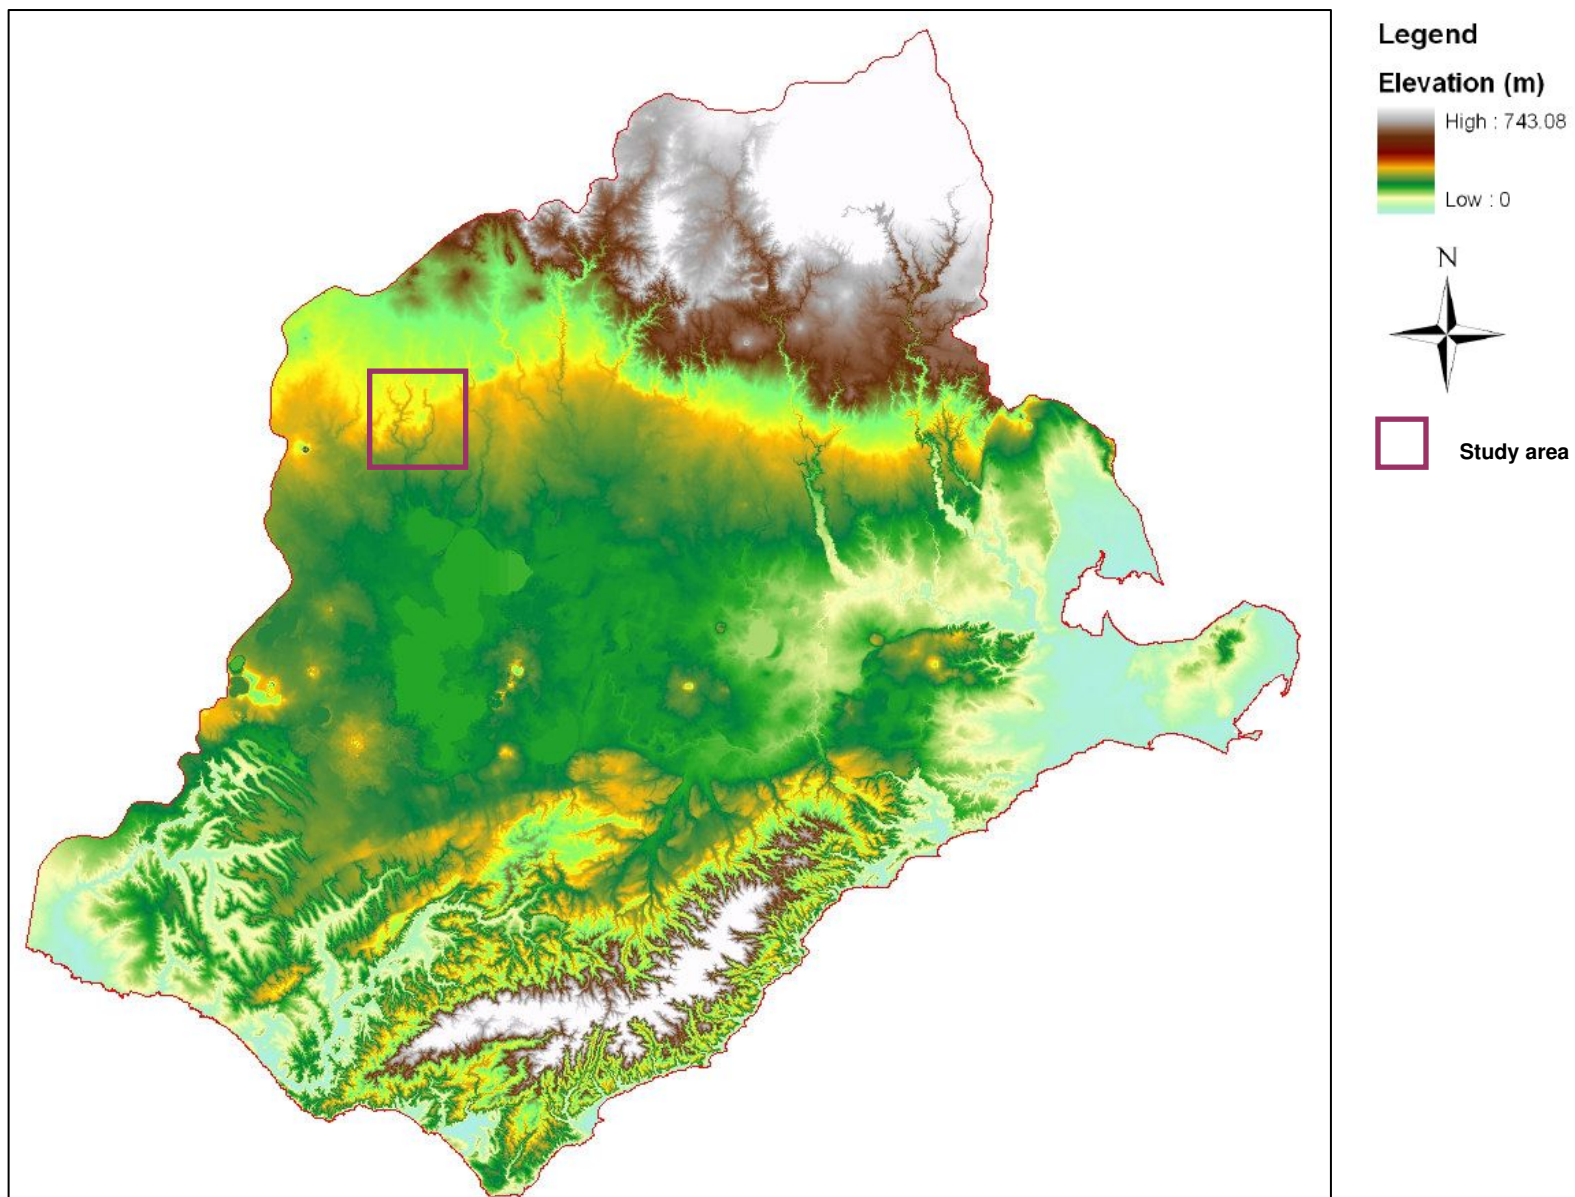 Legend
Elevation (m)
High : 743.08
Low : 0
N
Study area